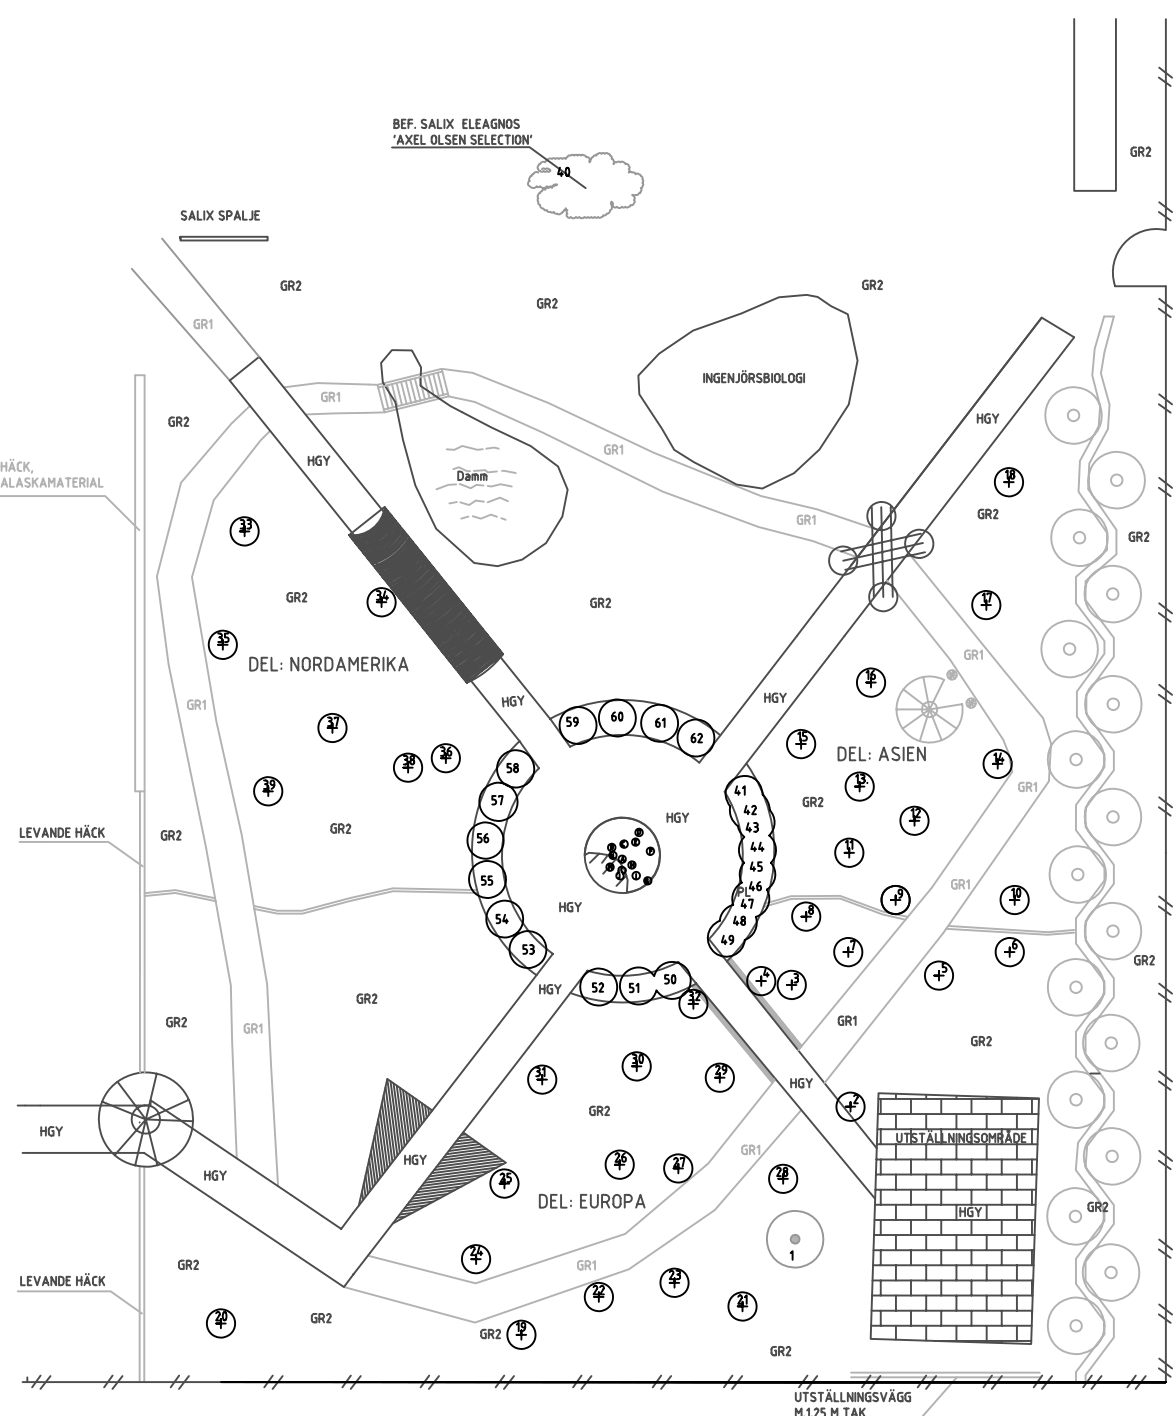 BEF. SALIX ELEAGNOS
'AXEL OLSEN SELECTION'
40
GR2
SALIX SPALJE
GR2
GR2
GR2
GR1
INGENJÖRSBIOLOGI
GR1
GR2
HGY
GR1
HGY
HÄCK,
ALASKAMATERIAL
Damm
18
GR2
GR1
33
GR2
GR2
34
GR2
17
35
DEL: NORDAMERIKA
GR1
16
HGY
HGY
GR1
59
60
61
62
37
15
DEL: ASIEN
36
38
58
14
39
57
41
13
GR1
GR2
42
HGY
12
LEVANDE HÄCK
GR2
GR2
56
43
44
11
45
55
46
PL
GR1
9
10
47
HGY
8
54
48
49
53
7
6
GR2
50
4
3
5
HGY
52
51
32
GR2
GR2
GR1
GR1
GR2
30
31
29
HGY
2
GR2
HGY
UTSTÄLLNINGSOMRÅDE
GR1
HGY
HGY
26
27
25
28
DEL: EUROPA
GR2
HGY
24
1
GR2
GR1
LEVANDE HÄCK
23
22
21
GR2
20
19
GR2
GR2
UTSTÄLLNINGSVÄGG
M 1.25 M TAK